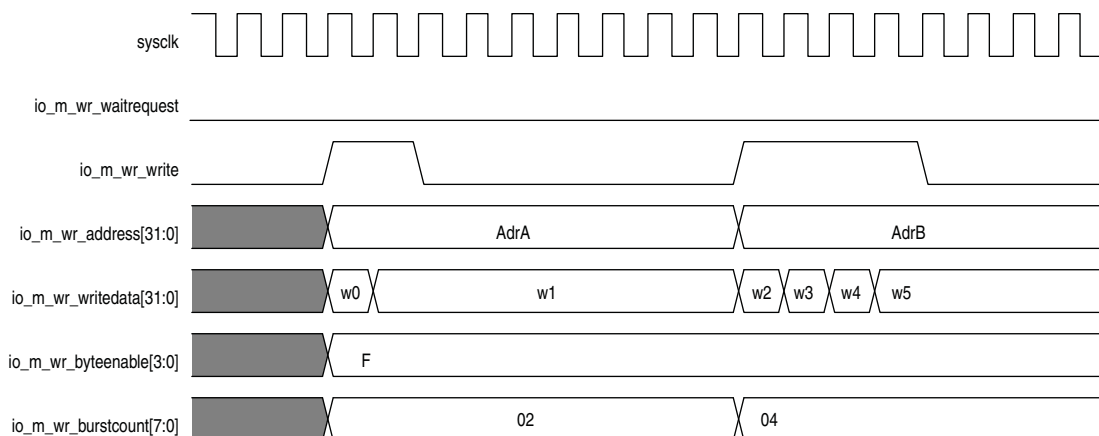 sysclk
io_m_wr_waitrequest
io_m_wr_write
io_m_wr_address[31:0] AdrA AdrB
io_m_wr_writedata[31:0] w0 w1 w2 w3 w4 w5
io_m_wr_byteenable[3:0] F
io_m_wr_burstcount[7:0] 02 04